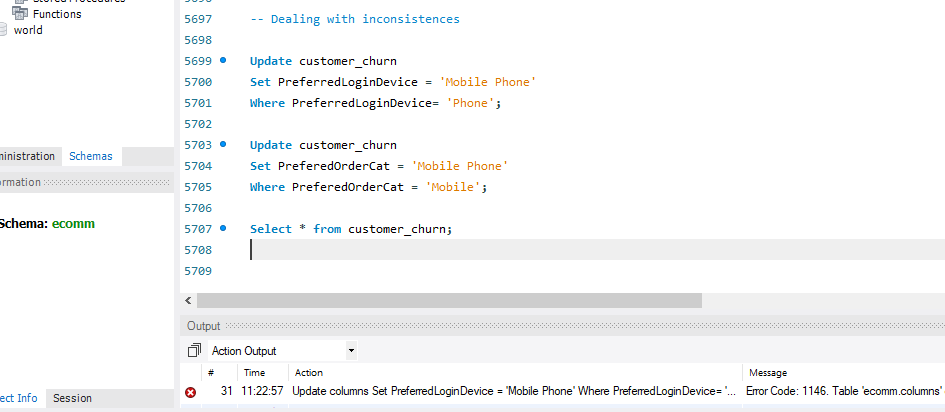 Functions
world
ministration Schemas
ormation
Schema: ecomm
ect Info Session
5697 -- Dealing with inconsistences
5698
5699 Update customer_churn
5700 Set PreferredLoginDevice = 'Mobile Phone'
5701 Where PreferredLoginDevice= 'Phone';
5702
5703 Update customer_churn
5704 Set PreferedOrderCat = 'Mobile Phone'
5705 Where PreferedOrderCat = 'Mobile';
5706
5707 Select * from customer_churn;
5708
5709
Output
Action Output
# Time Action Message
31 11:22:57 Update columns Set PreferredLoginDevice = 'Mobile Phone' Where PreferredLoginDevice= '... Error Code: 1146. Table 'ecomm.columns'